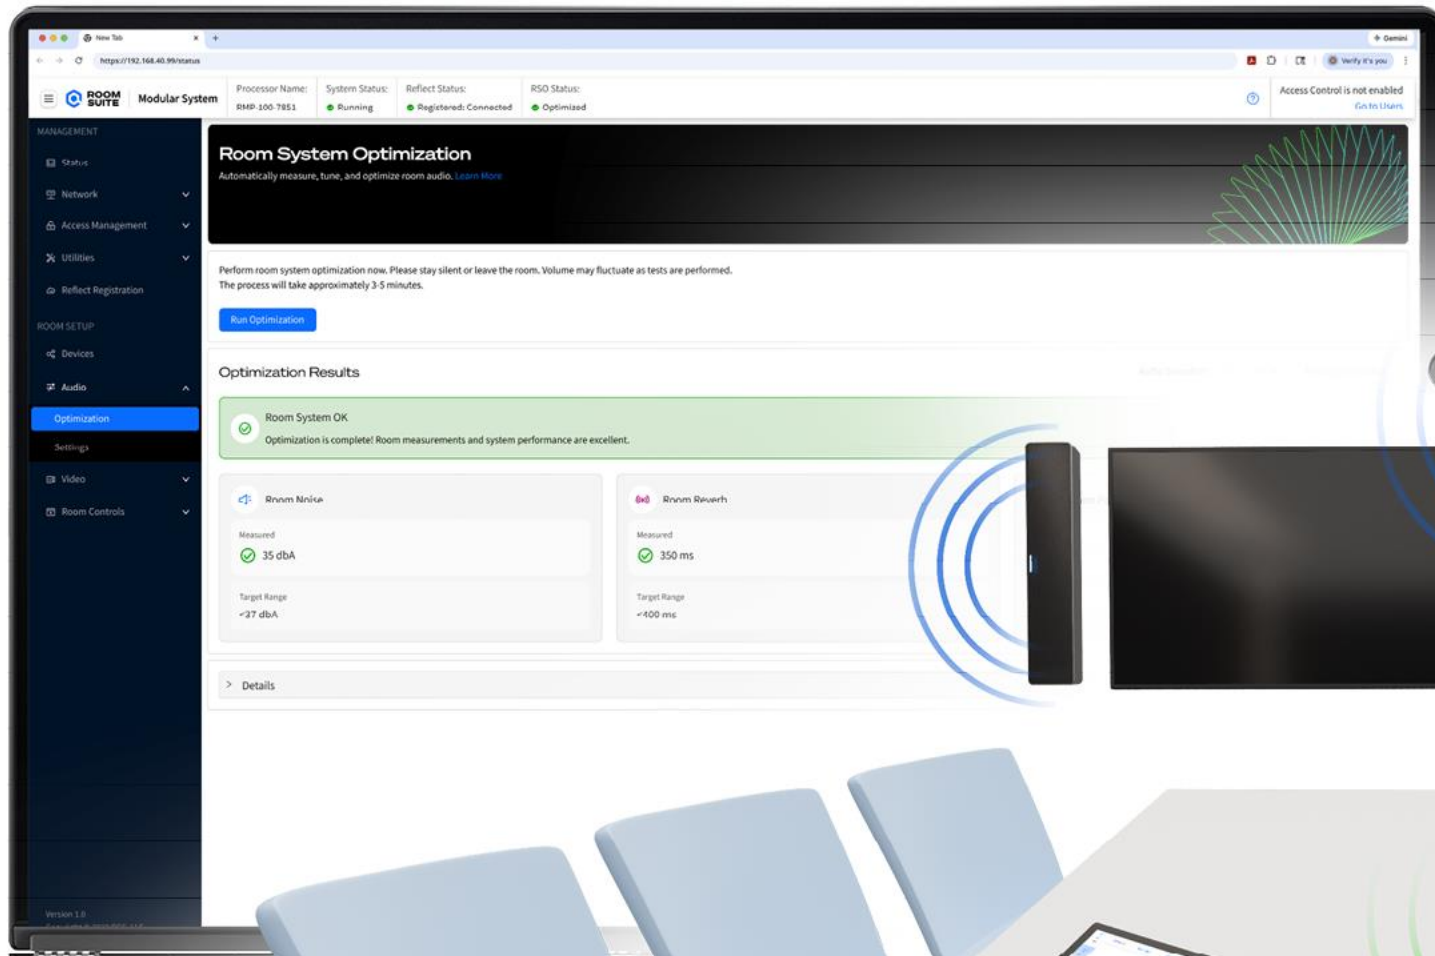 New Tab
Gemini
https://192.168.40.99/status
Verify it's you
ROOM SUITE
Modular System
Processor Name:
RMP-100-7851
System Status:
Running
Reflect Status:
Registered: Connected
RSO Status:
Optimized
Access Control is not enabled
Go to Users
MANAGEMENT
Status
Network
Access Management
Utilities
Reflect Registration
ROOM SETUP
Devices
Audio
Optimization
Settings
Video
Room Controls
Version 1.0
Room System Optimization
Automatically measure, tune, and optimize room audio. Learn More
Perform room system optimization now. Please stay silent or leave the room. Volume may fluctuate as tests are performed.
The process will take approximately 3-5 minutes.
Run Optimization
Optimization Results
Room System OK
Optimization is complete! Room measurements and system performance are excellent.
Room Noise
Measured
35 dbA
Target Range
<37 dbA
Room Reverb
Measured
350 ms
Target Range
<400 ms
Details